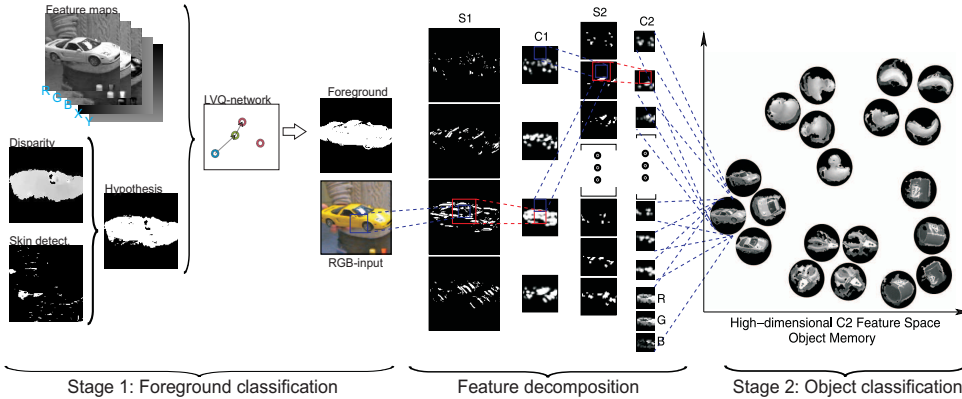 Feature maps
R
G
B
X
Y
Disparity
Skin detect.
Hypothesis
LVQ-network
Foreground
RGB-input
S1
C1
S2
C2
R
G
B
High-dimensional C2 Feature Space
Object Memory
Stage 1: Foreground classification
Feature decomposition
Stage 2: Object classification